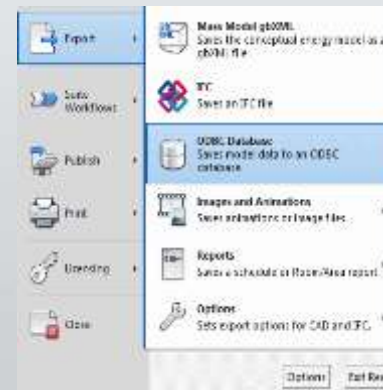 Export
Suite
Workflows
Publish
Print
Licensing
Close
Mass Model gbXML
Saves the conceptual energy model as a
gbXML file
IFC
Saves an IFC file
ODBC Database
Saves model data to an ODBC
database
Images and Animations
Saves animations or image files
Reports
Saves a schedule or Room/Area report
Options
Sets export options for CAD and IFC.
Options
Exit Re